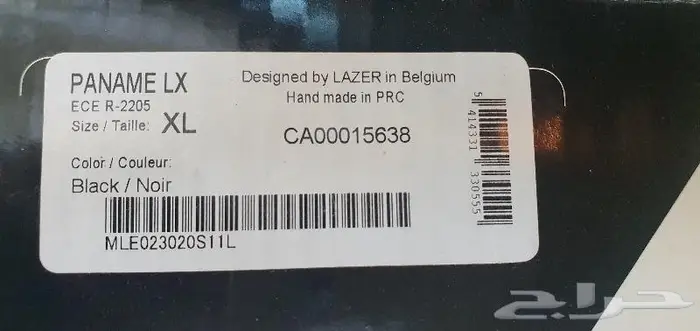 PANAME LX
ECE R-2205
Size / Taille: XL
Color / Couleur:
Black / Noir
MLE023020S11L
Designed by LAZER in Belgium
Hand made in PRC
CA00015638
5 414331 330555
حراج